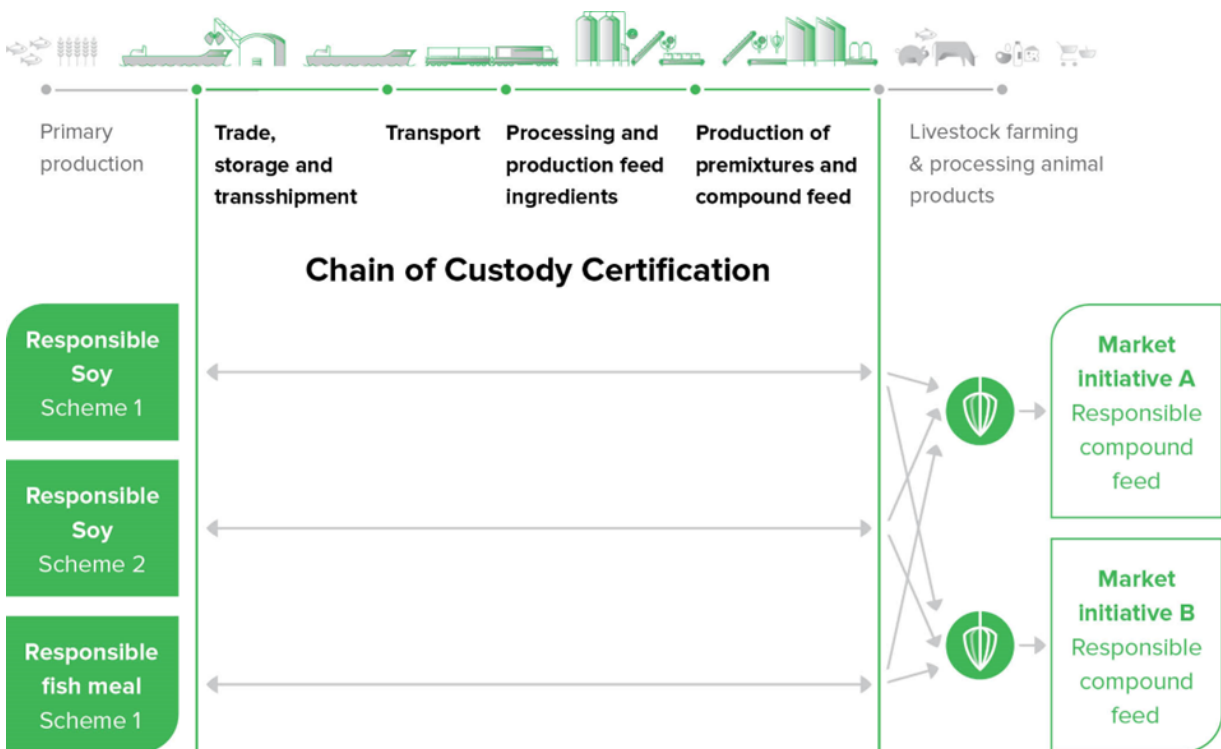 Primary
production
Trade,
storage and
transshipment
Transport
Processing and
production feed
ingredients
Production of
premixtures and
compound feed
Livestock farming
& processing animal
products
Chain of Custody Certification
Responsible
Soy
Scheme 1
Responsible
Soy
Scheme 2
Responsible
fish meal
Scheme 1
Market
initiative A
Responsible
compound
feed
Market
initiative B
Responsible
compound
feed